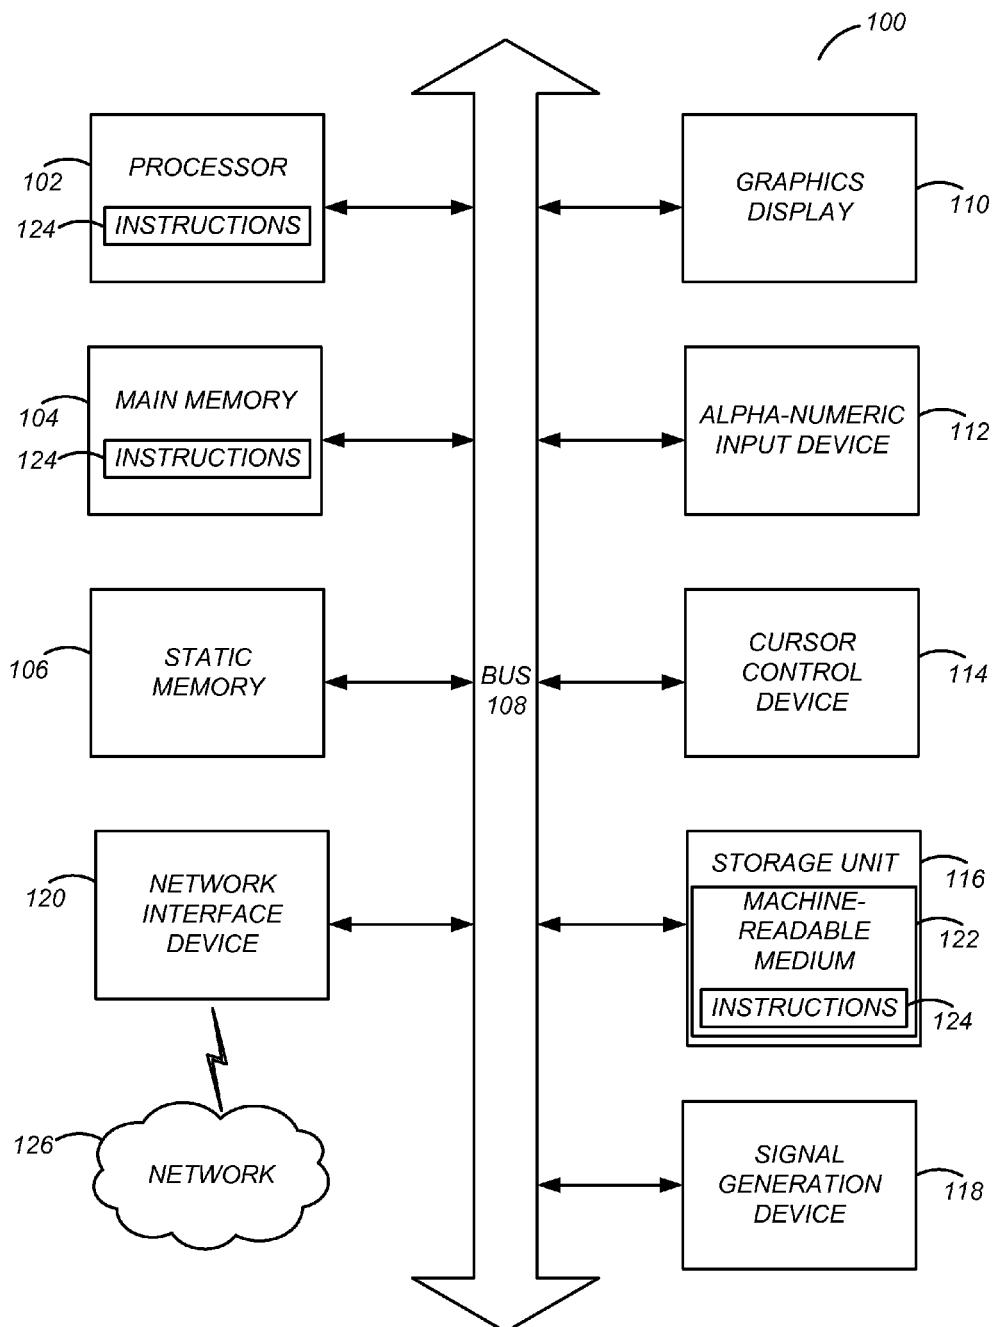 100
102
PROCESSOR
124
INSTRUCTIONS
GRAPHICS
DISPLAY
110
104
MAIN MEMORY
124
INSTRUCTIONS
ALPHA-NUMERIC
INPUT DEVICE
112
106
STATIC
MEMORY
BUS
108
CURSOR
CONTROL
DEVICE
114
120
NETWORK
INTERFACE
DEVICE
STORAGE UNIT
116
MACHINE-
READABLE
MEDIUM
122
INSTRUCTIONS
124
126
NETWORK
SIGNAL
GENERATION
DEVICE
118